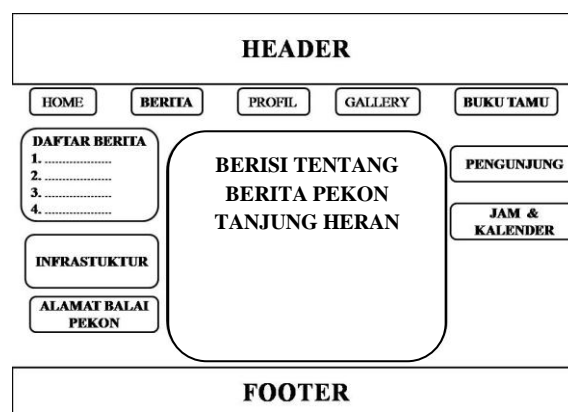 HEADER
HOME
BERITA
PROFIL
GALLERY
BUKU TAMU
DAFTAR BERITA
1. ....................
2. ....................
3. ....................
4. ....................
INFRASTUKTUR
ALAMAT BALAI
PEKON
BERISI TENTANG
BERITA PEKON
TANJUNG HERAN
PENGUNJUNG
JAM &
KALENDER
FOOTER